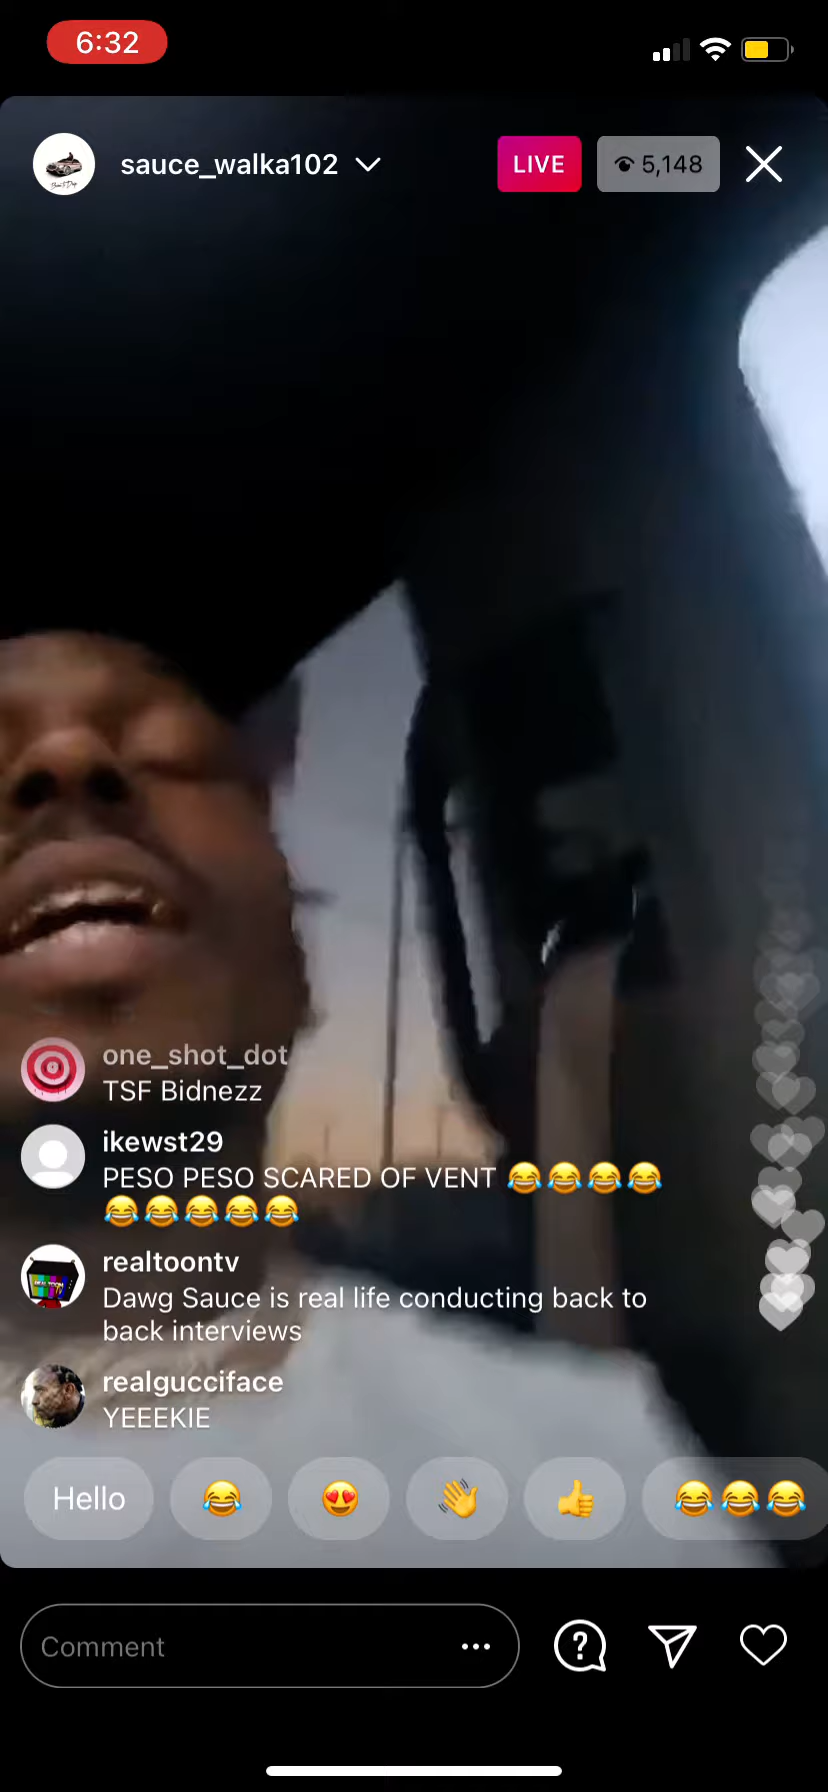 6:32
sauce_walka102
LIVE
5,148
one_shot_dot
TSF Bidnezz
ikewst29
PESO PESO SCARED OF VENT 😂😂😂😂
😂😂😂😂😂
realtoontv
Dawg Sauce is real life conducting back to
back interviews
realgucciface
YEEEKIE
Hello 😂 😍 👋 👍 😂😂😂
Comment